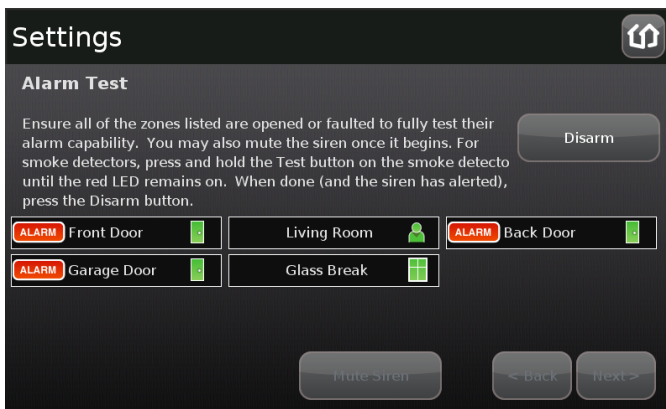 Settings
Alarm Test
Ensure all of the zones listed are opened or faulted to fully test their
alarm capability. You may also mute the siren once it begins. For
smoke detectors, press and hold the Test button on the smoke detecto
until the red LED remains on. When done (and the siren has alerted),
press the Disarm button.
Disarm
ALARM Front Door
Living Room
ALARM Back Door
ALARM Garage Door
Glass Break
Mute Siren
< Back
Next >